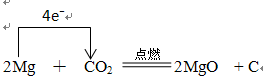 4e⁻
点燃
2Mg + CO₂ ═ 2MgO + C